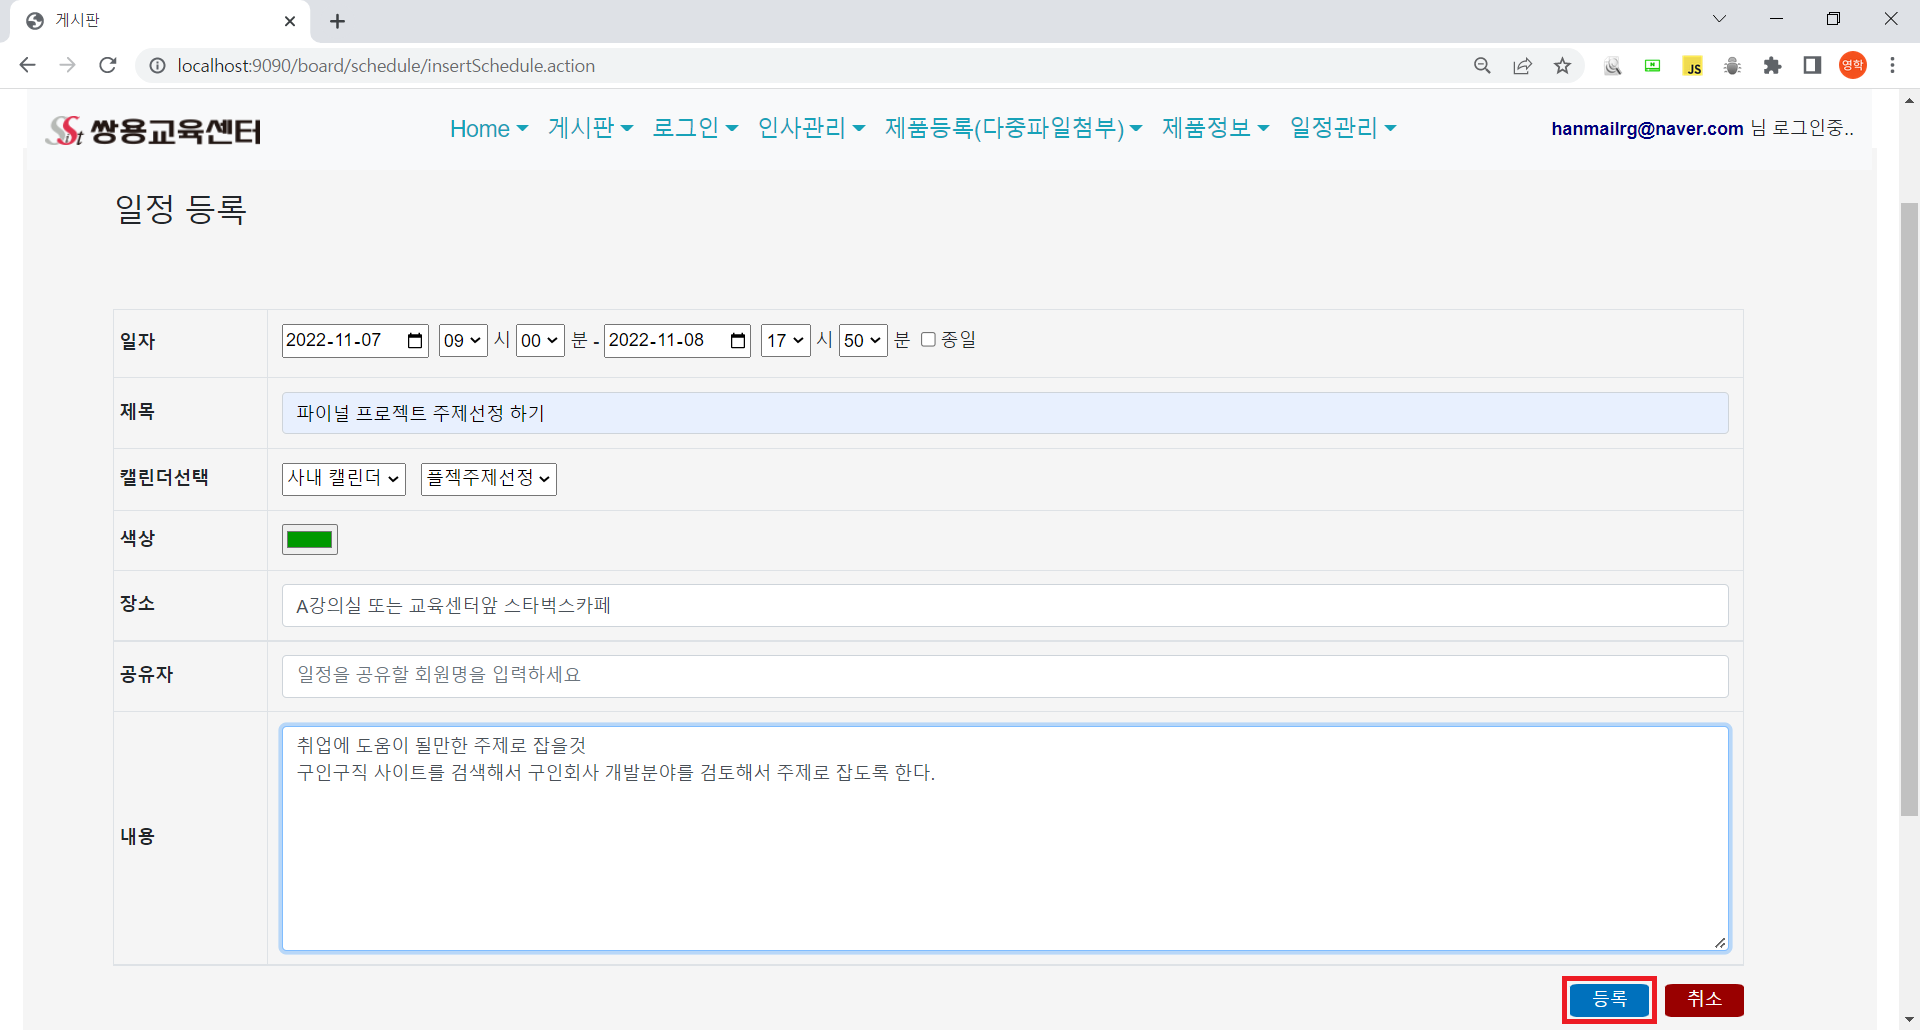 게시판
localhost:9090/board/schedule/insertSchedule.action
JS
영학
Sist 쌍용교육센터
Home 게시판 로그인 인사관리 제품등록(다중파일첨부) 제품정보 일정관리
hanmailrg@naver.com 님 로그인중..
일정 등록
일자 2022-11-07 09 시 00 분 - 2022-11-08 17 시 50 분 종일
제목 파이널 프로젝트 주제선정 하기
캘린더선택 사내 캘린더 플젝주제선정
색상
장소 A강의실 또는 교육센터앞 스타벅스카페
공유자 일정을 공유할 회원명을 입력하세요
내용
취업에 도움이 될만한 주제로 잡을것
구인구직 사이트를 검색해서 구인회사 개발분야를 검토해서 주제로 잡도록 한다.
등록 취소